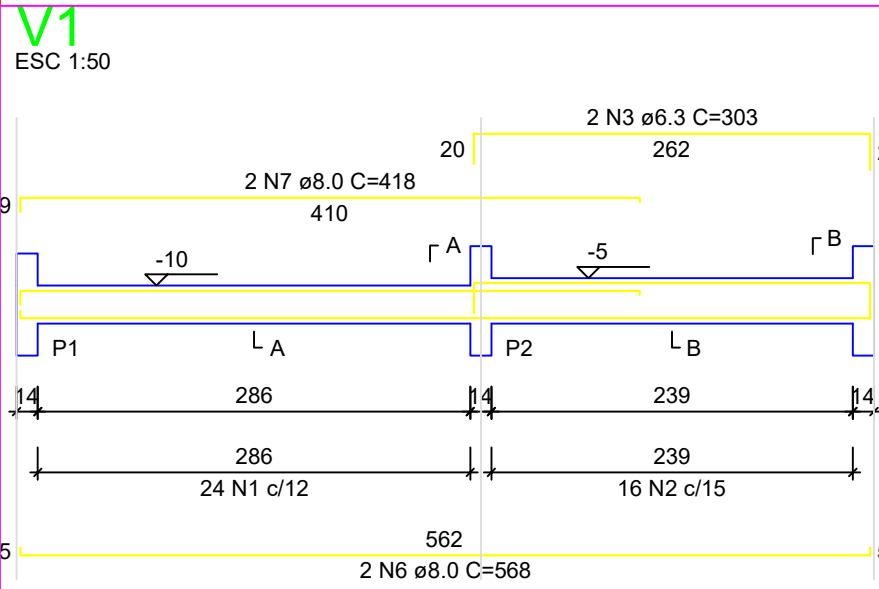 V1
ESC 1:50
2 N3 ø6.3 C=303
20 262
2 N7 ø8.0 C=418
9 410
A B
-10 -5
P1 A P2 B
14 286 14 239 14
286 239
24 N1 c/12 16 N2 c/15
5 562
2 N6 ø8.0 C=568